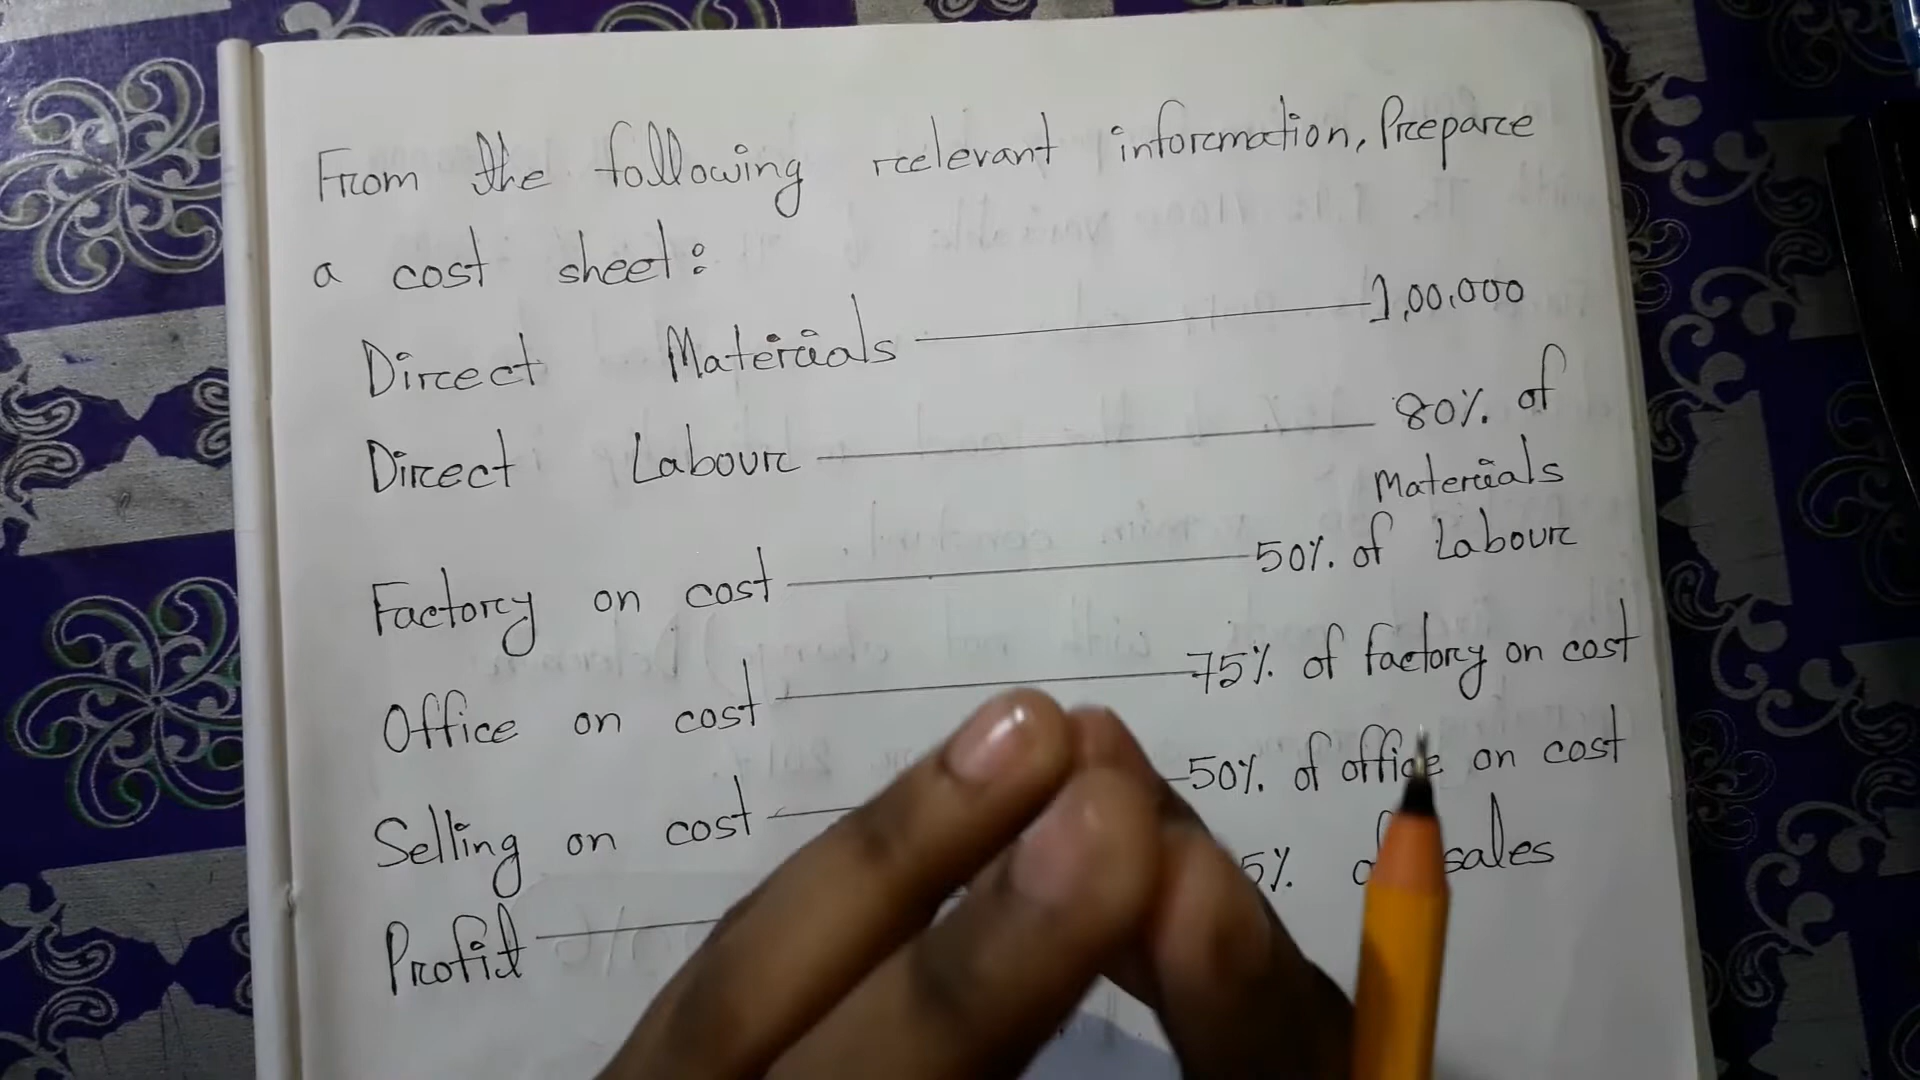 From the following relevant information, Prepare
a cost sheet:
Direct Materials 1,00,000
Direct Labour 80% of
Materials
Factory on cost 50% of Labour
Office on cost 75% of factory on cost
Selling on cost 50% of office on cost
Profit 5% of sales